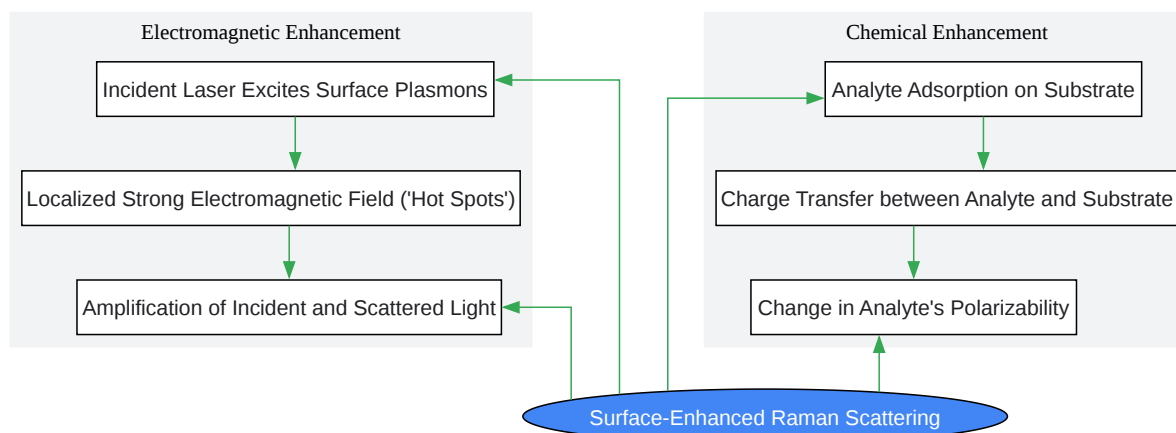 Electromagnetic Enhancement
Incident Laser Excites Surface Plasmons
Localized Strong Electromagnetic Field ('Hot Spots')
Amplification of Incident and Scattered Light
Chemical Enhancement
Analyte Adsorption on Substrate
Charge Transfer between Analyte and Substrate
Change in Analyte's Polarizability
Surface-Enhanced Raman Scattering